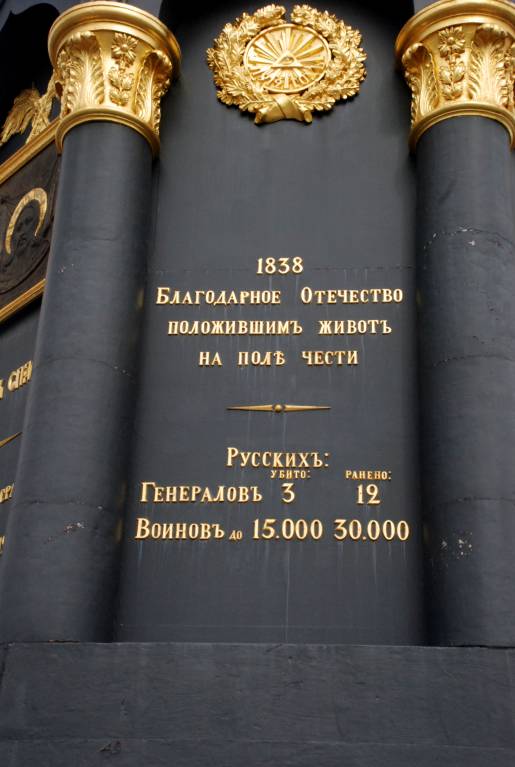 1838
Благодарное Отечество
положившимъ животъ
на полѣ чести
Русскихъ:
убито: ранено:
Генераловъ 3 12
Воиновъ до 15.000 30.000